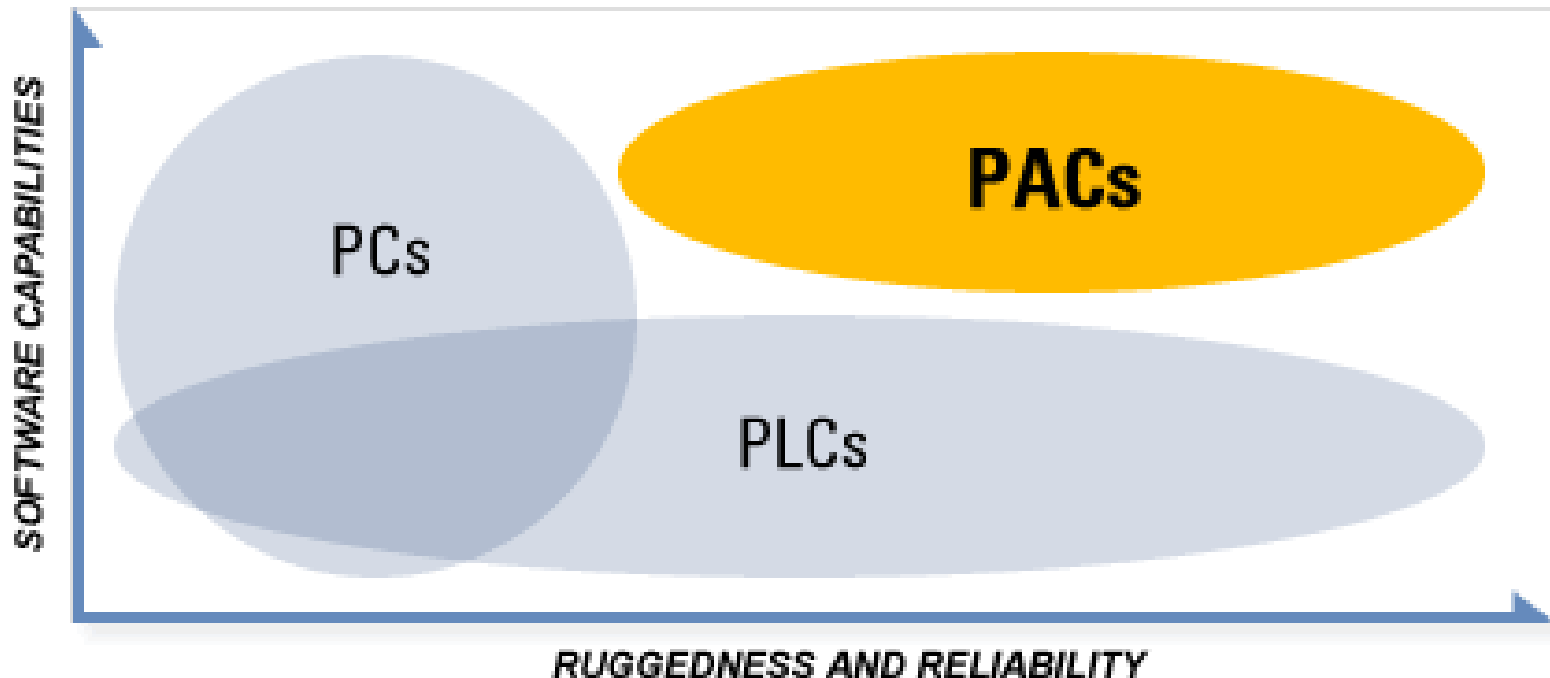 SOFTWARE CAPABILITIES
PACs
PCs
PLCs
RUGGEDNESS AND RELIABILITY